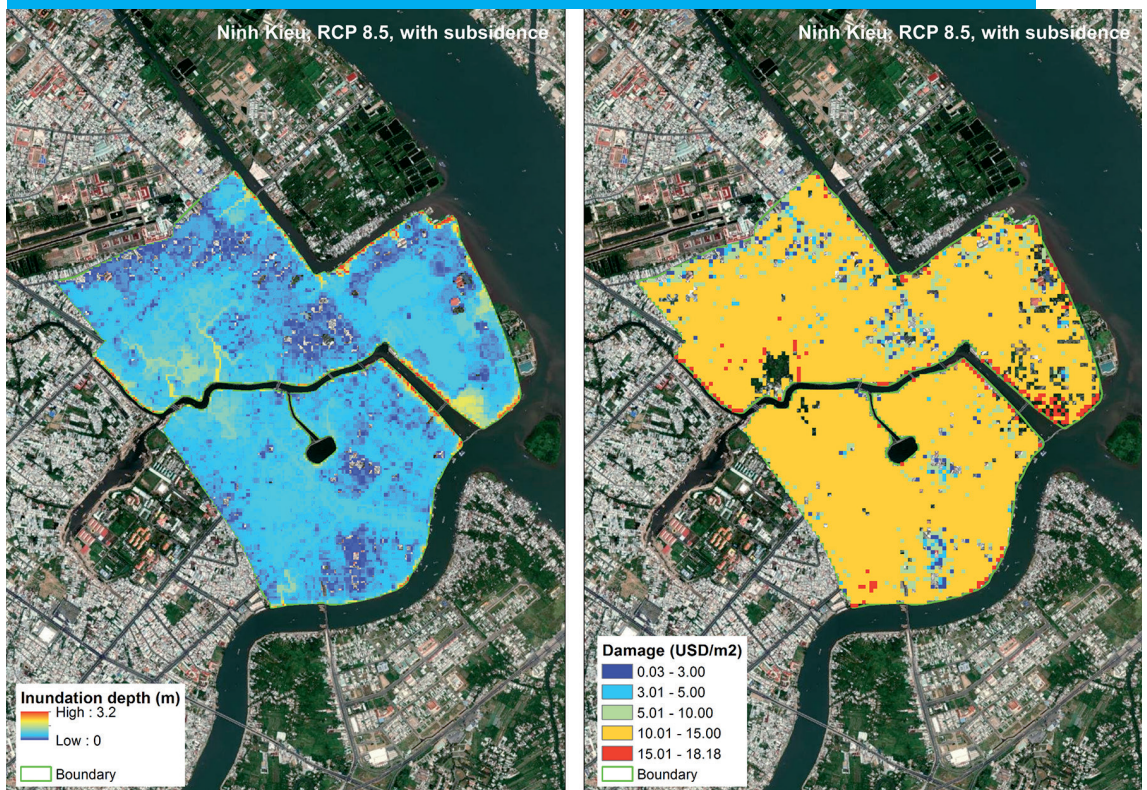 Ninh Kieu, RCP 8.5, with subsidence
Inundation depth (m)
High : 3.2
Low : 0
Boundary
Ninh Kieu, RCP 8.5, with subsidence
Damage (USD/m2)
0.03 - 3.00
3.01 - 5.00
5.01 - 10.00
10.01 - 15.00
15.01 - 18.18
Boundary